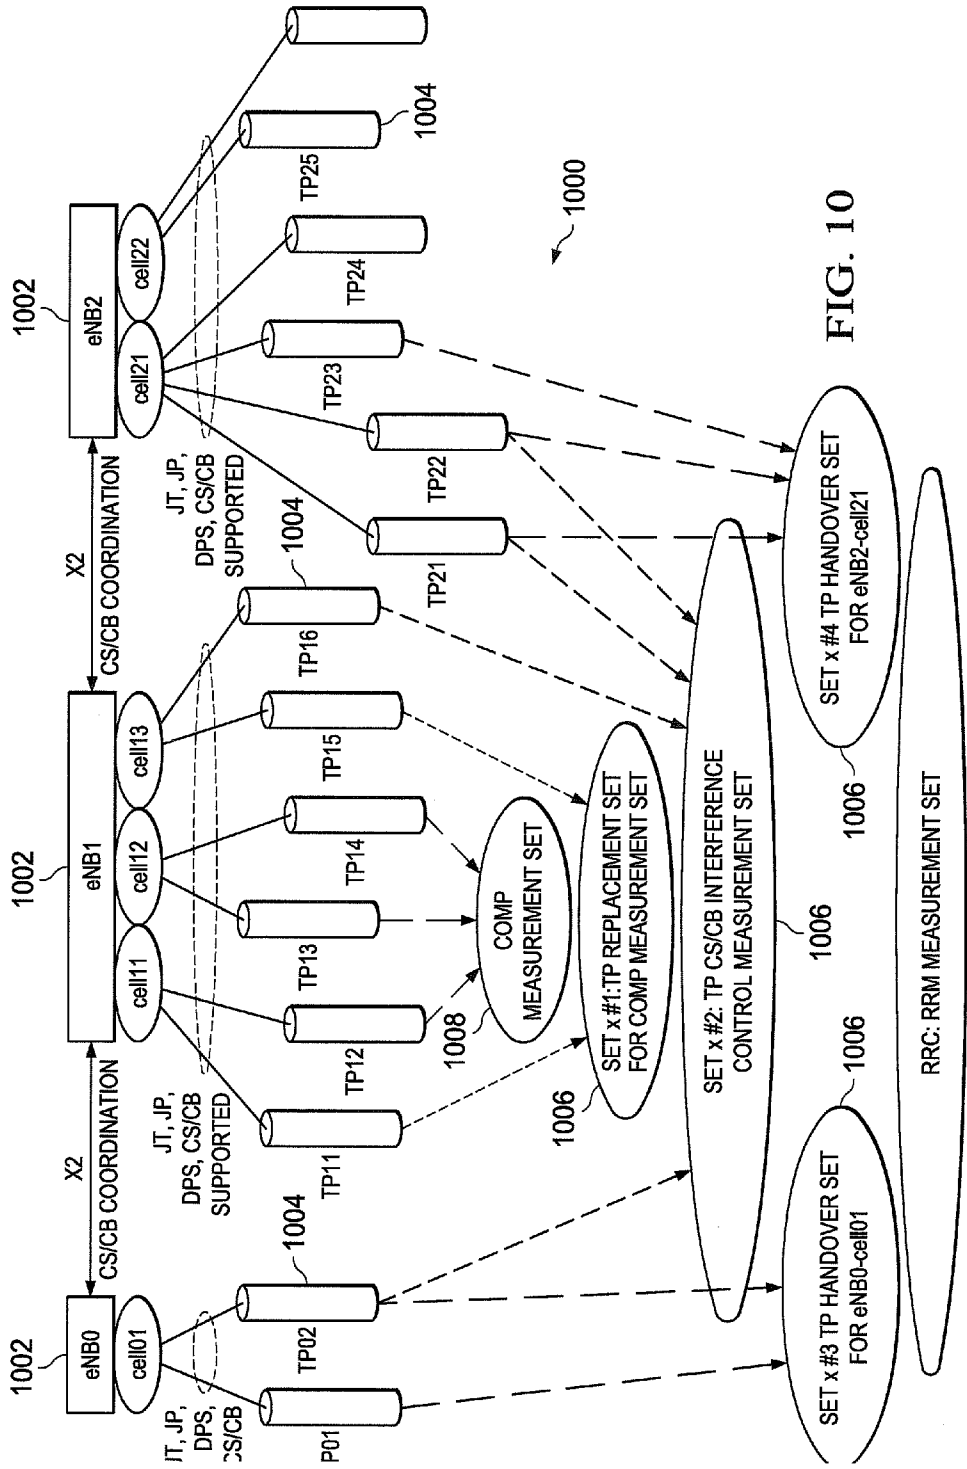 1002
1002
1002
eNB0
X2
CS/CB COORDINATION
eNB1
X2
CS/CB COORDINATION
eNB2
cell01
cell11
cell12
cell13
cell21
cell22
JT, JP,
DPS,
CS/CB
JT, JP,
DPS, CS/CB
SUPPORTED
JT, JP,
DPS, CS/CB
SUPPORTED
P01
TP02
1004
TP11
TP12
TP13
TP14
TP15
TP16
1004
TP21
TP22
TP23
TP24
TP25
1004
1008
COMP
MEASUREMENT SET
1000
1006
SET x #1:TP REPLACEMENT SET
FOR COMP MEASUREMENT SET
SET x #2: TP CS/CB INTERFERENCE
CONTROL MEASUREMENT SET
1006
SET x #3 TP HANDOVER SET
FOR eNB0-cell01
1006
SET x #4 TP HANDOVER SET
FOR eNB2-cell21
1006
RRC: RRM MEASUREMENT SET
FIG. 10